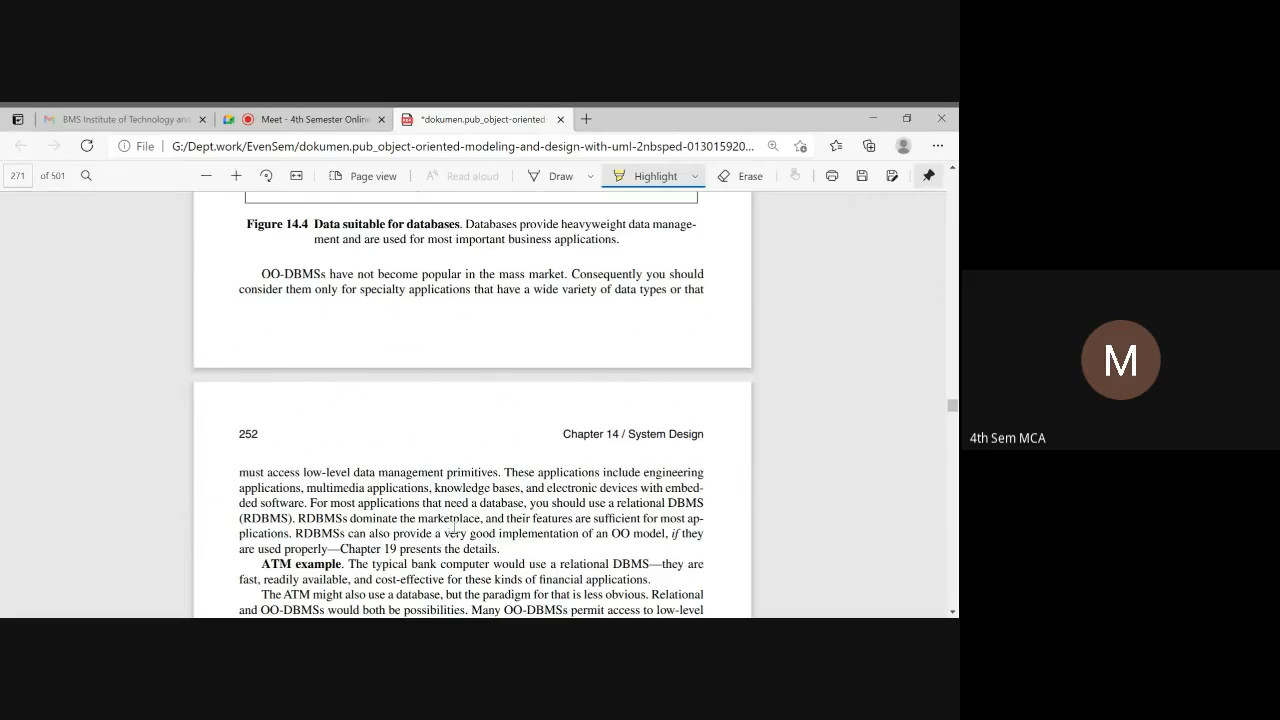 BMS Institute of Technology and
Meet - 4th Semester Online
*dokumen.pub_object-oriented-
File
G:/Dept.work/EvenSem/dokumen.pub_object-oriented-modeling-and-design-with-uml-2nbsped-013015920...
271 of 501
Page view
Read aloud
Draw
Highlight
Erase
Figure 14.4 Data suitable for databases. Databases provide heavyweight data manage-
ment and are used for most important business applications.
OO-DBMSs have not become popular in the mass market. Consequently you should
consider them only for specialty applications that have a wide variety of data types or that
252
Chapter 14 / System Design
must access low-level data management primitives. These applications include engineering
applications, multimedia applications, knowledge bases, and electronic devices with embed-
ded software. For most applications that need a database, you should use a relational DBMS
(RDBMS). RDBMSs dominate the marketplace, and their features are sufficient for most ap-
plications. RDBMSs can also provide a very good implementation of an OO model, if they
are used properly—Chapter 19 presents the details.
ATM example. The typical bank computer would use a relational DBMS—they are
fast, readily available, and cost-effective for these kinds of financial applications.
The ATM might also use a database, but the paradigm for that is less obvious. Relational
and OO-DBMSs would both be possibilities. Many OO-DBMSs permit access to low-level
M
4th Sem MCA